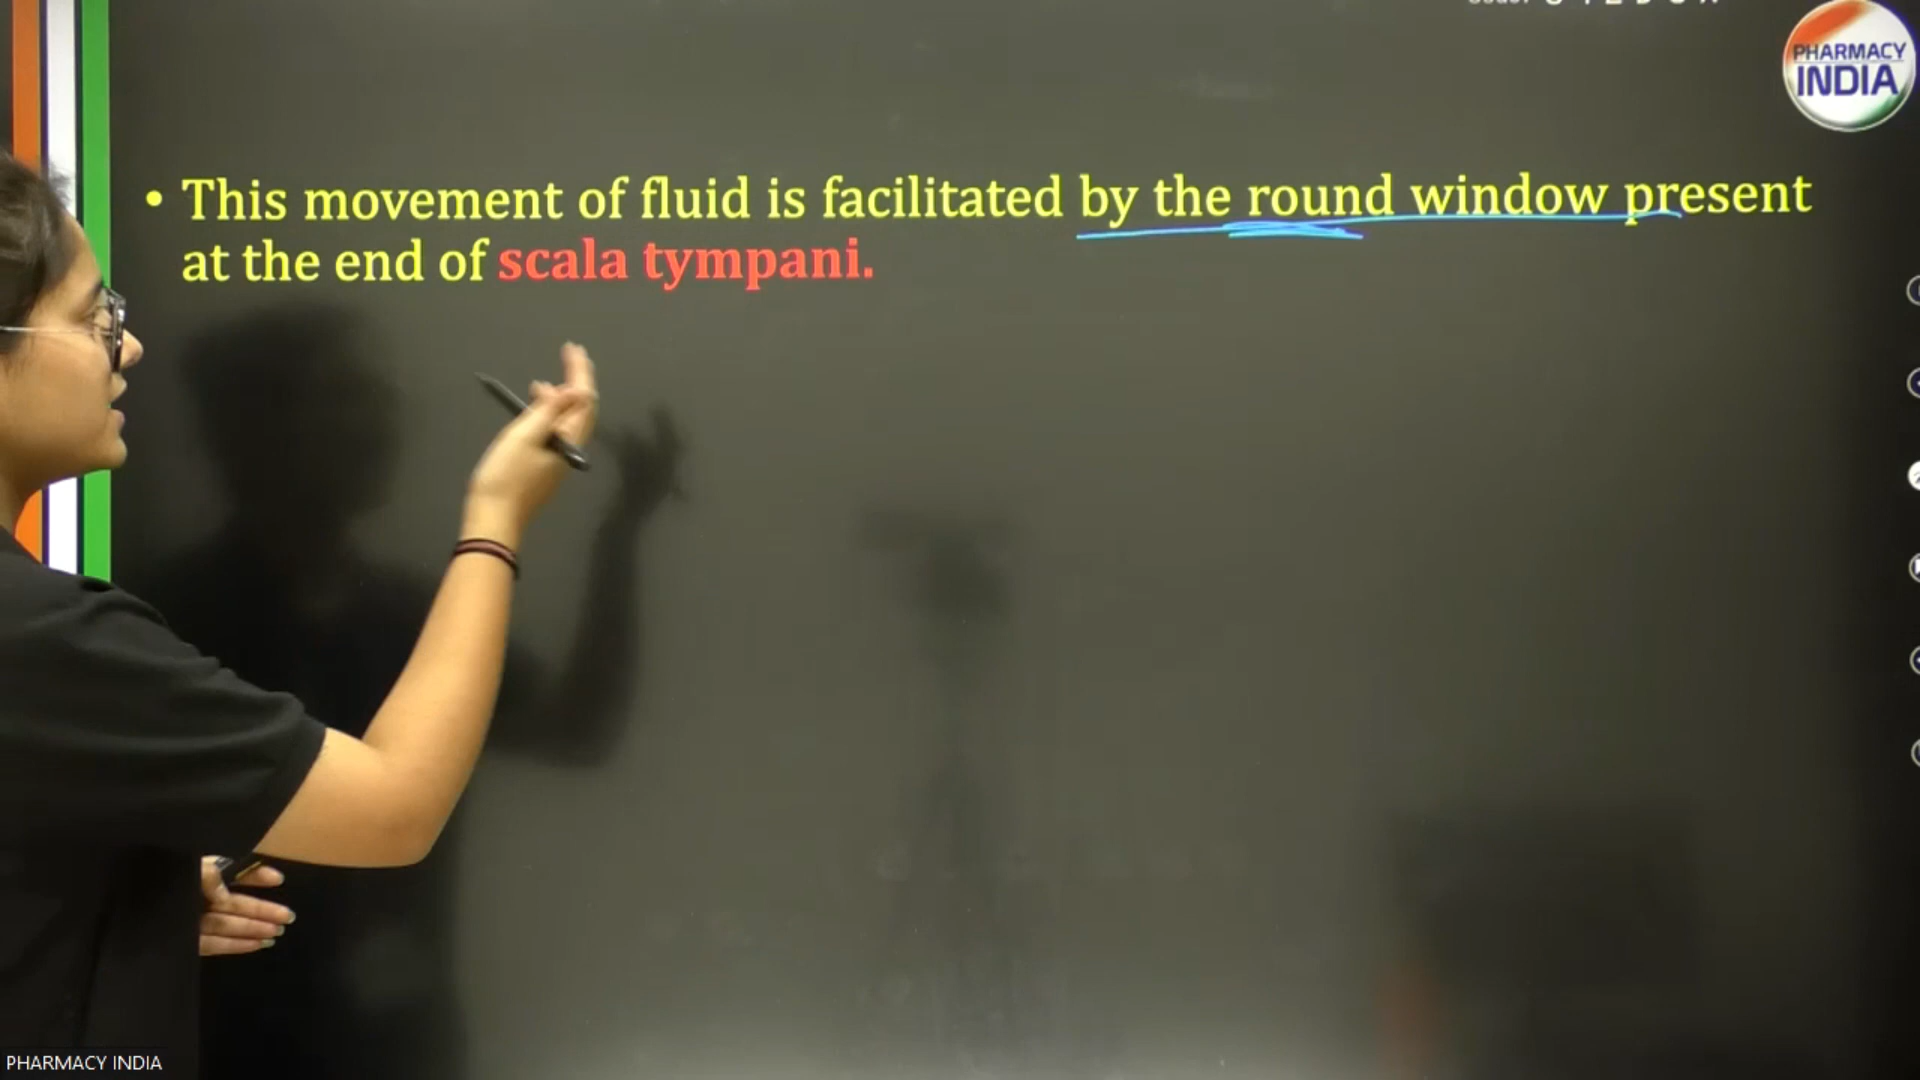 PHARMACY
INDIA
• This movement of fluid is facilitated by the round window present
at the end of scala tympani.
PHARMACY INDIA